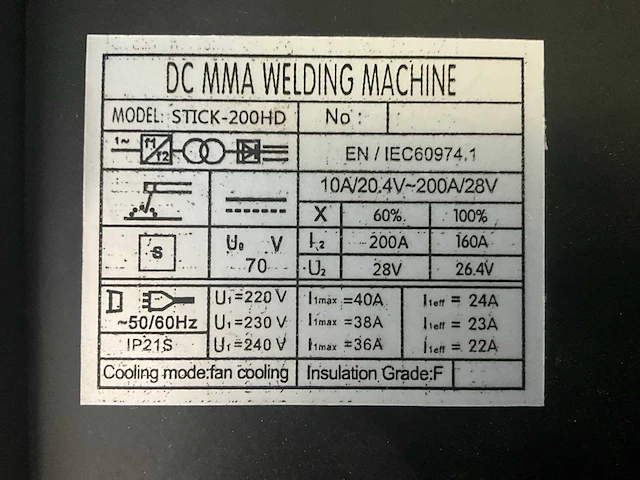 DC MMA WELDING MACHINE
MODEL: STICK-200HD No :
1~ f1 f2 EN / IEC60974.1
10A/20.4V~200A/28V
X 60% 100%
S U₀ V I₂ 200A 160A
70 U₂ 28V 26.4V
U₁=220 V I1max =40A I1eff = 24A
~50/60Hz U₁=230 V I1max =38A I1eff = 23A
IP21S U₁=240 V I1max =36A I1eff = 22A
Cooling mode:fan cooling Insulation Grade:F